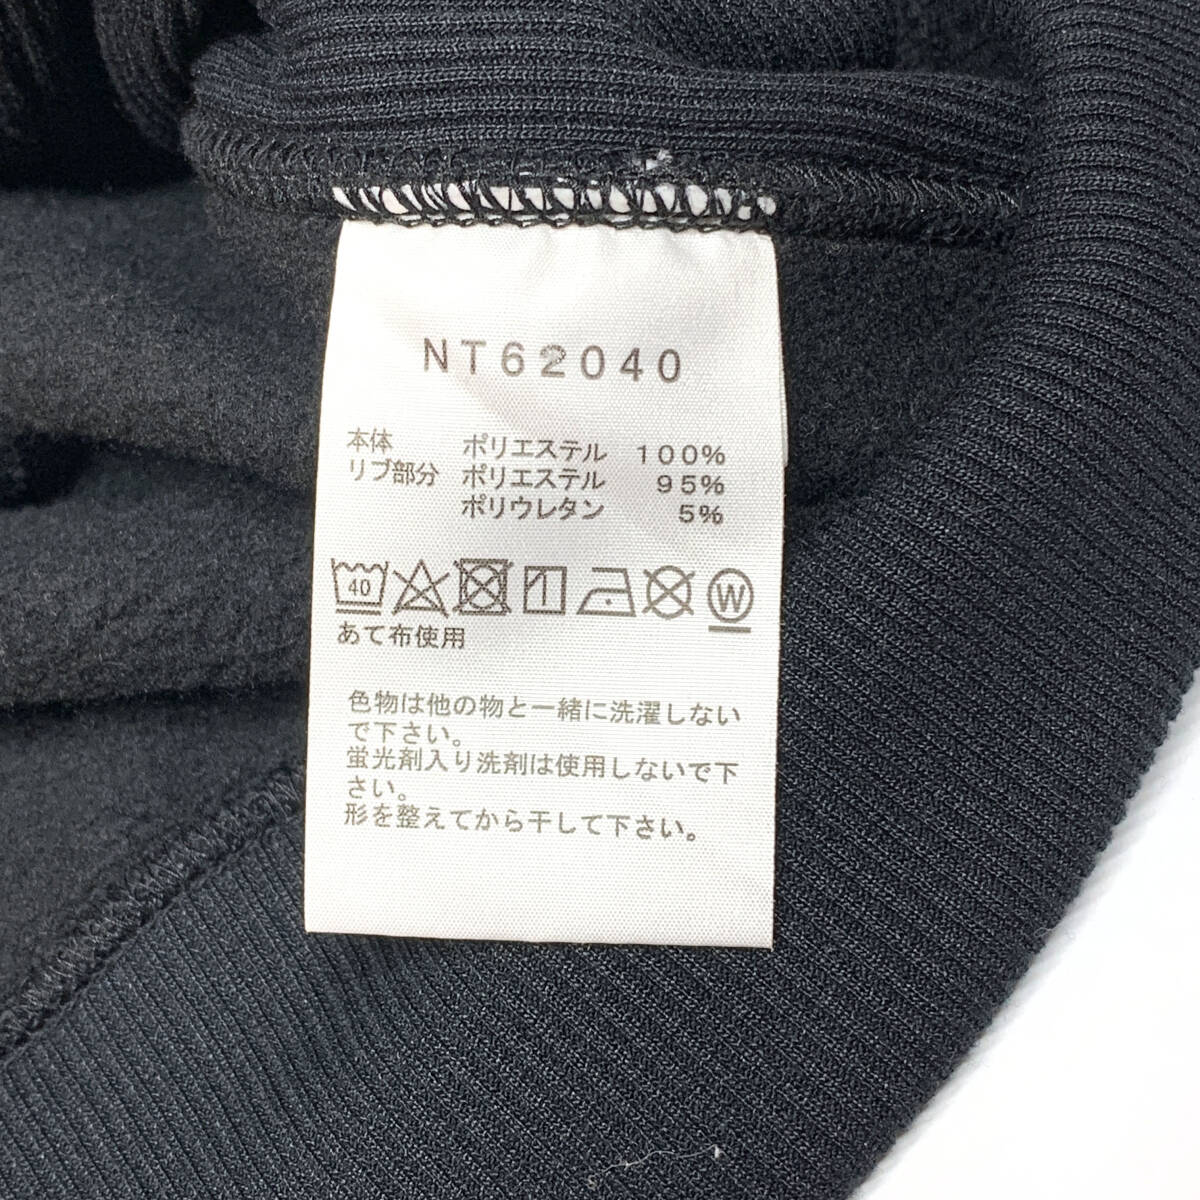 NT62040
本体 ポリエステル 100%
リブ部分 ポリエステル 95%
ポリウレタン 5%
40 W
あて布使用
色物は他の物と一緒に洗濯しない
で下さい。
蛍光剤入り洗剤は使用しないで下
さい。
形を整えてから干して下さい。